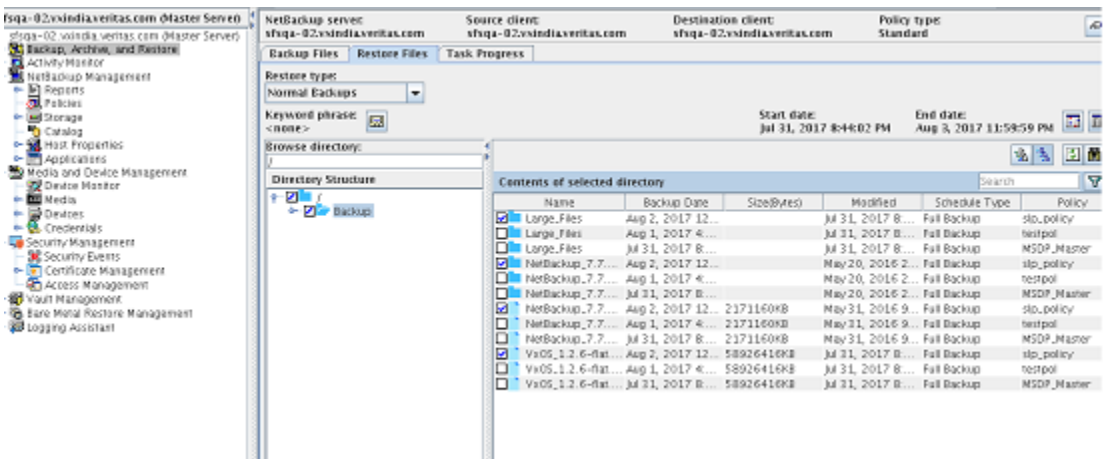 sfsqa-02.vxindia.veritas.com (Master Server)
sfsqa-02.vxindia.veritas.com (Master Server)
Backup, Archive, and Restore
Activity Monitor
NetBackup Management
Reports
Policies
Storage
Catalog
Host Properties
Applications
Media and Device Management
Device Monitor
Media
Devices
Credentials
Security Management
Security Events
Certificate Management
Access Management
Vault Management
Bare Metal Restore Management
Logging Assistant
NetBackup server: Source client: Destination client: Policy type:
sfsqa-02.vxindia.veritas.com sfsqa-02.vxindia.veritas.com sfsqa-02.vxindia.veritas.com Standard
Backup Files Restore Files Task Progress
Restore type:
Normal Backups
Keyword phrase: Start date: End date:
<none> Jul 31, 2017 8:44:02 PM Aug 3, 2017 11:59:59 PM
Browse directory:
/
Directory Structure
/
Backup
Contents of selected directory Search
Name Backup Date Size(Bytes) Modified Schedule Type Policy
Large_Files Aug 2, 2017 12... Jul 31, 2017 8:... Full Backup slp_policy
Large_Files Aug 1, 2017 4:... Jul 31, 2017 8:... Full Backup testpol
Large_Files Jul 31, 2017 8:... Jul 31, 2017 8:... Full Backup MSDP_Master
NetBackup_7.7.... Aug 2, 2017 12... May 20, 2016 2... Full Backup slp_policy
NetBackup_7.7.... Aug 1, 2017 4:... May 20, 2016 2... Full Backup testpol
NetBackup_7.7.... Jul 31, 2017 8:... May 20, 2016 2... Full Backup MSDP_Master
NetBackup_7.7.... Aug 2, 2017 12... 2171160KB May 31, 2016 9... Full Backup slp_policy
NetBackup_7.7.... Aug 1, 2017 4:... 2171160KB May 31, 2016 9... Full Backup testpol
NetBackup_7.7.... Jul 31, 2017 8:... 2171160KB May 31, 2016 9... Full Backup MSDP_Master
VxOS_1.2.6-flat... Aug 2, 2017 12... 58926416KB Jul 31, 2017 8:... Full Backup slp_policy
VxOS_1.2.6-flat... Aug 1, 2017 4:... 58926416KB Jul 31, 2017 8:... Full Backup testpol
VxOS_1.2.6-flat... Jul 31, 2017 8:... 58926416KB Jul 31, 2017 8:... Full Backup MSDP_Master